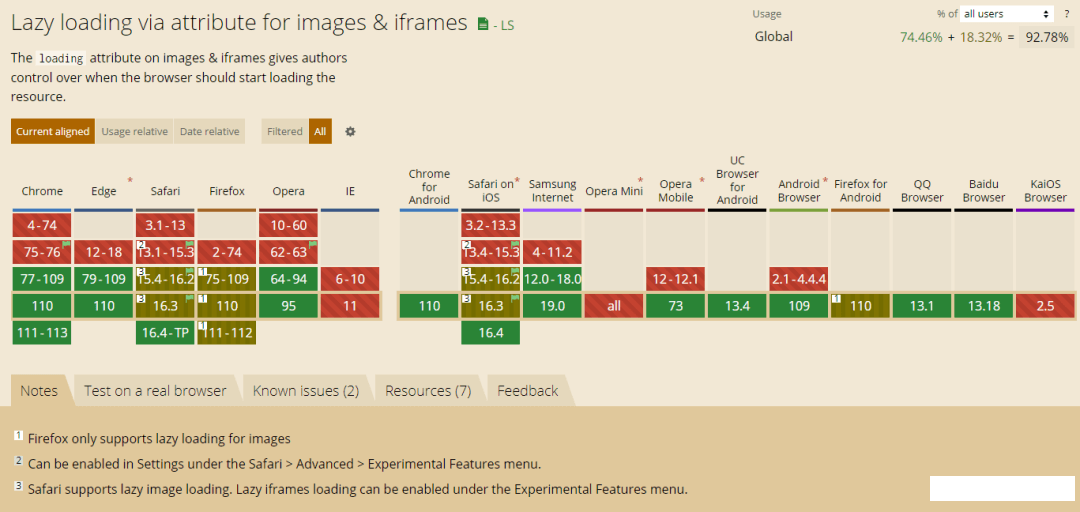 Lazy loading via attribute for images & iframes - LS
Usage % of all users ?
Global 74.46% + 18.32% = 92.78%
The loading attribute on images & iframes gives authors
control over when the browser should start loading the
resource.
Current aligned Usage relative Date relative Filtered All
Chrome Edge * Safari Firefox Opera IE Chrome for Android Safari on iOS * Samsung Internet Opera Mini * Opera Mobile * UC Browser for Android Android Browser * Firefox for Android QQ Browser Baidu Browser KaiOS Browser
4-74 3.1-13 10-60 3.2-13.3
75-76 12-18 2 13.1-15.3 2-74 62-63 2 13.4-15.3 4-11.2
77-109 79-109 3 15.4-16.2 1 75-109 64-94 6-10 3 15.4-16.2 12.0-18.0 12-12.1 2.1-4.4.4
110 110 3 16.3 1 110 95 11 110 3 16.3 19.0 all 73 13.4 109 1 110 13.1 13.18 2.5
111-113 16.4-TP 1 111-112 16.4
Notes Test on a real browser Known issues (2) Resources (7) Feedback
1 Firefox only supports lazy loading for images
2 Can be enabled in Settings under the Safari > Advanced > Experimental Features menu.
3 Safari supports lazy image loading. Lazy iframes loading can be enabled under the Experimental Features menu.